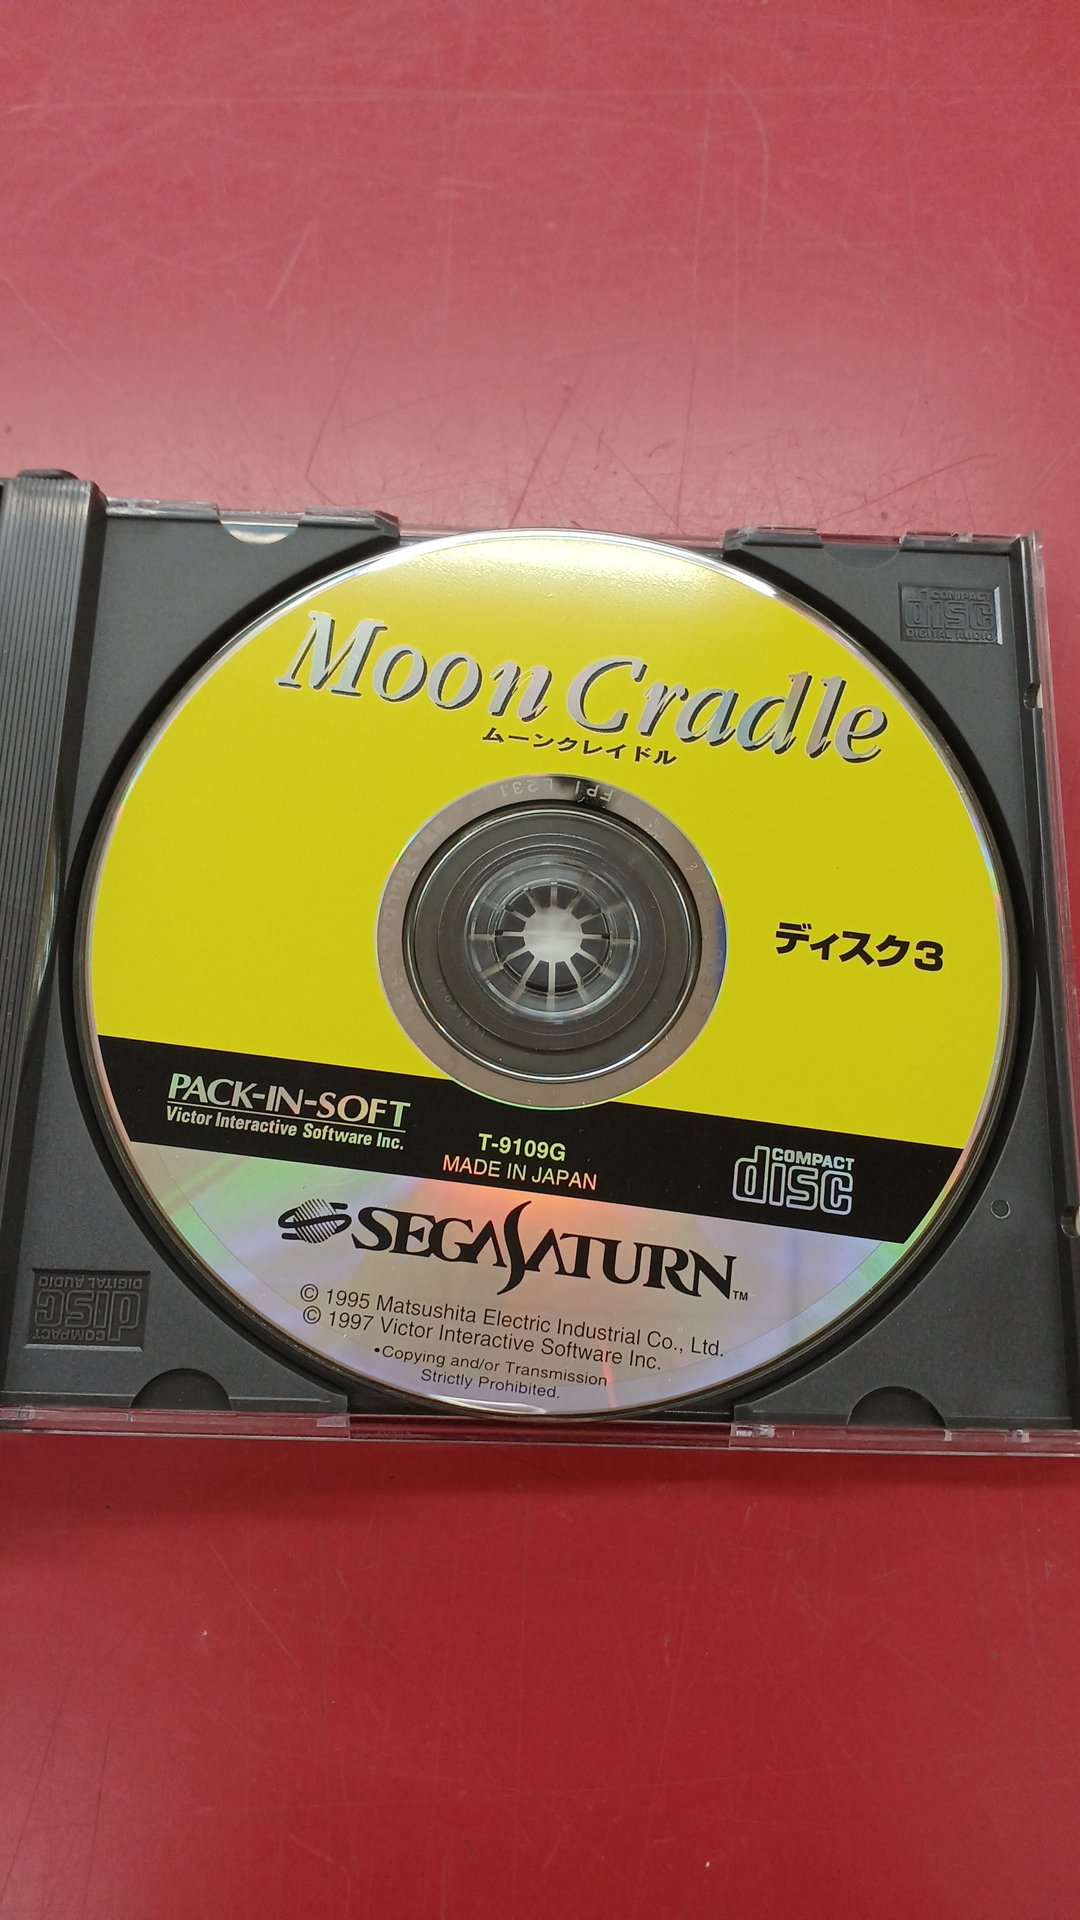 COMPACT
disc
DIGITAL AUDIO
Moon Cradle
ムーンクレイドル
ディスク3
PACK-IN-SOFT
Victor Interactive Software Inc.
T-9109G
MADE IN JAPAN
COMPACT
disc
SEGA SATURN™
© 1995 Matsushita Electric Industrial Co., Ltd.
© 1997 Victor Interactive Software Inc.
•Copying and/or Transmission
Strictly Prohibited.
COMPACT
disc
DIGITAL AUDIO